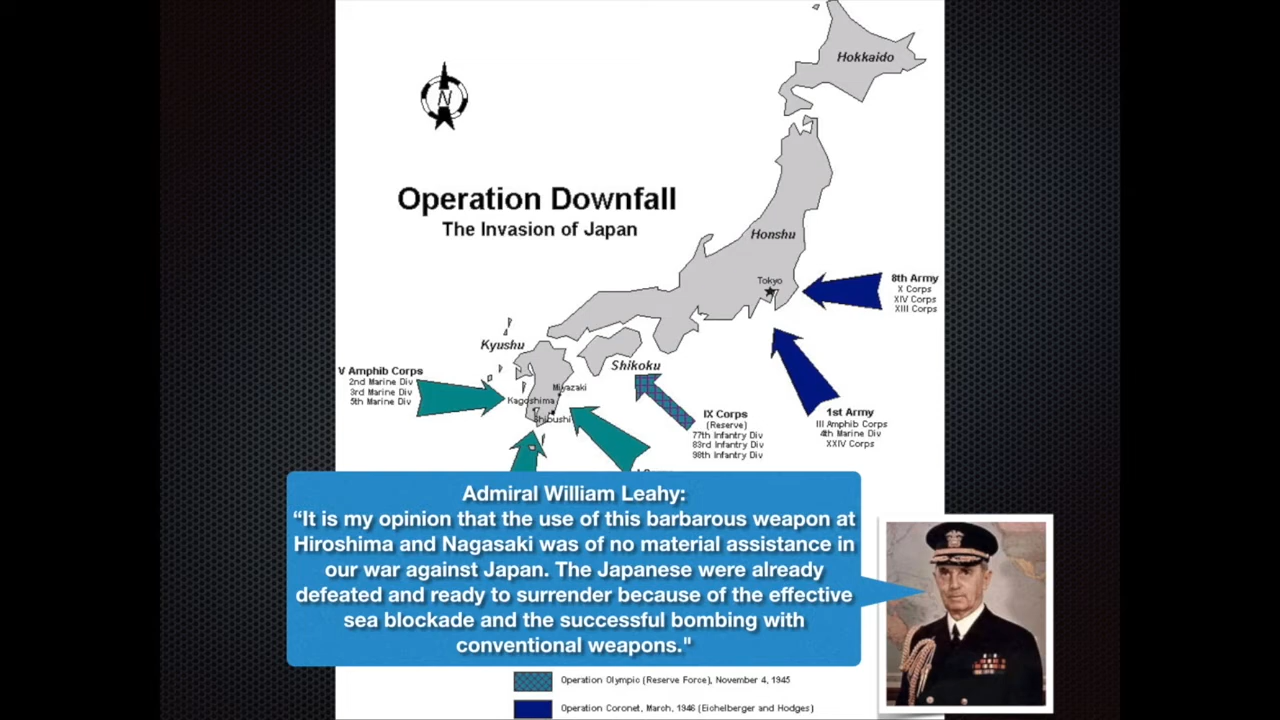 Hokkaido
N
Operation Downfall
The Invasion of Japan
Honshu
Tokyo
8th Army
X Corps
XIV Corps
XIII Corps
Kyushu
Shikoku
V Amphib Corps
2nd Marine Div
3rd Marine Div
5th Marine Div
Miyazaki
Kagoshima
Shibushi
IX Corps
(Reserve)
77th Infantry Div
83rd Infantry Div
98th Infantry Div
1st Army
III Amphib Corps
4th Marine Div
XXIV Corps
Admiral William Leahy:
“It is my opinion that the use of this barbarous weapon at
Hiroshima and Nagasaki was of no material assistance in
our war against Japan. The Japanese were already
defeated and ready to surrender because of the effective
sea blockade and the successful bombing with
conventional weapons."
Operation Olympic (Reserve Force), November 4, 1945
Operation Coronet, March, 1946 (Eichelberger and Hodges)